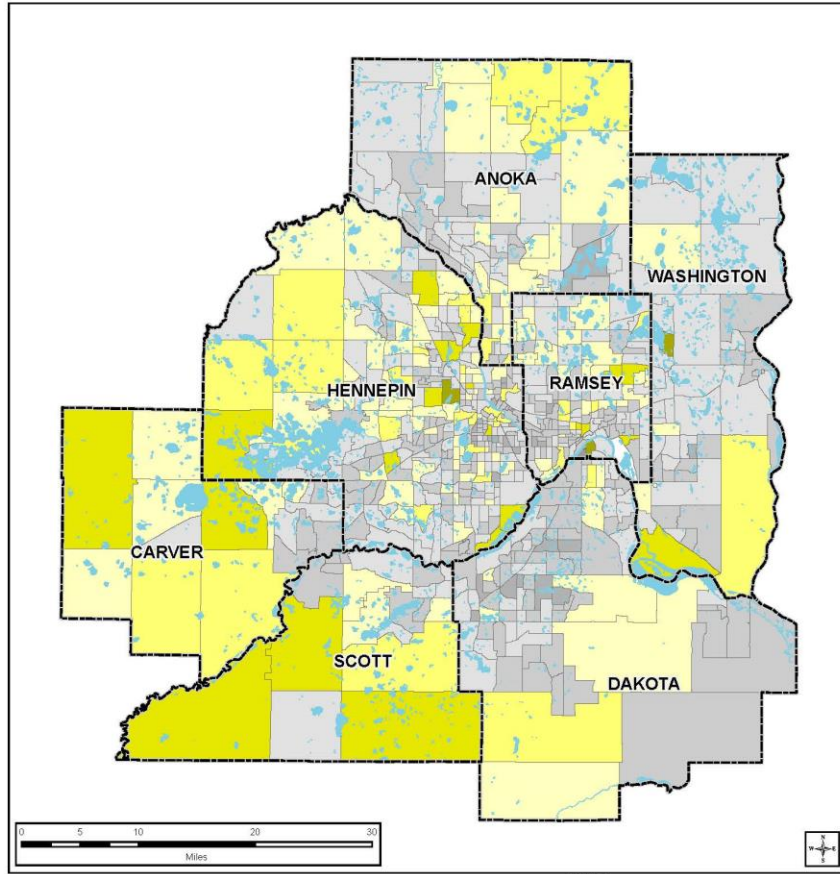 ANOKA
WASHINGTON
HENNEPIN
RAMSEY
CARVER
SCOTT
DAKOTA
0 5 10 20 30
Miles
N
W E
S